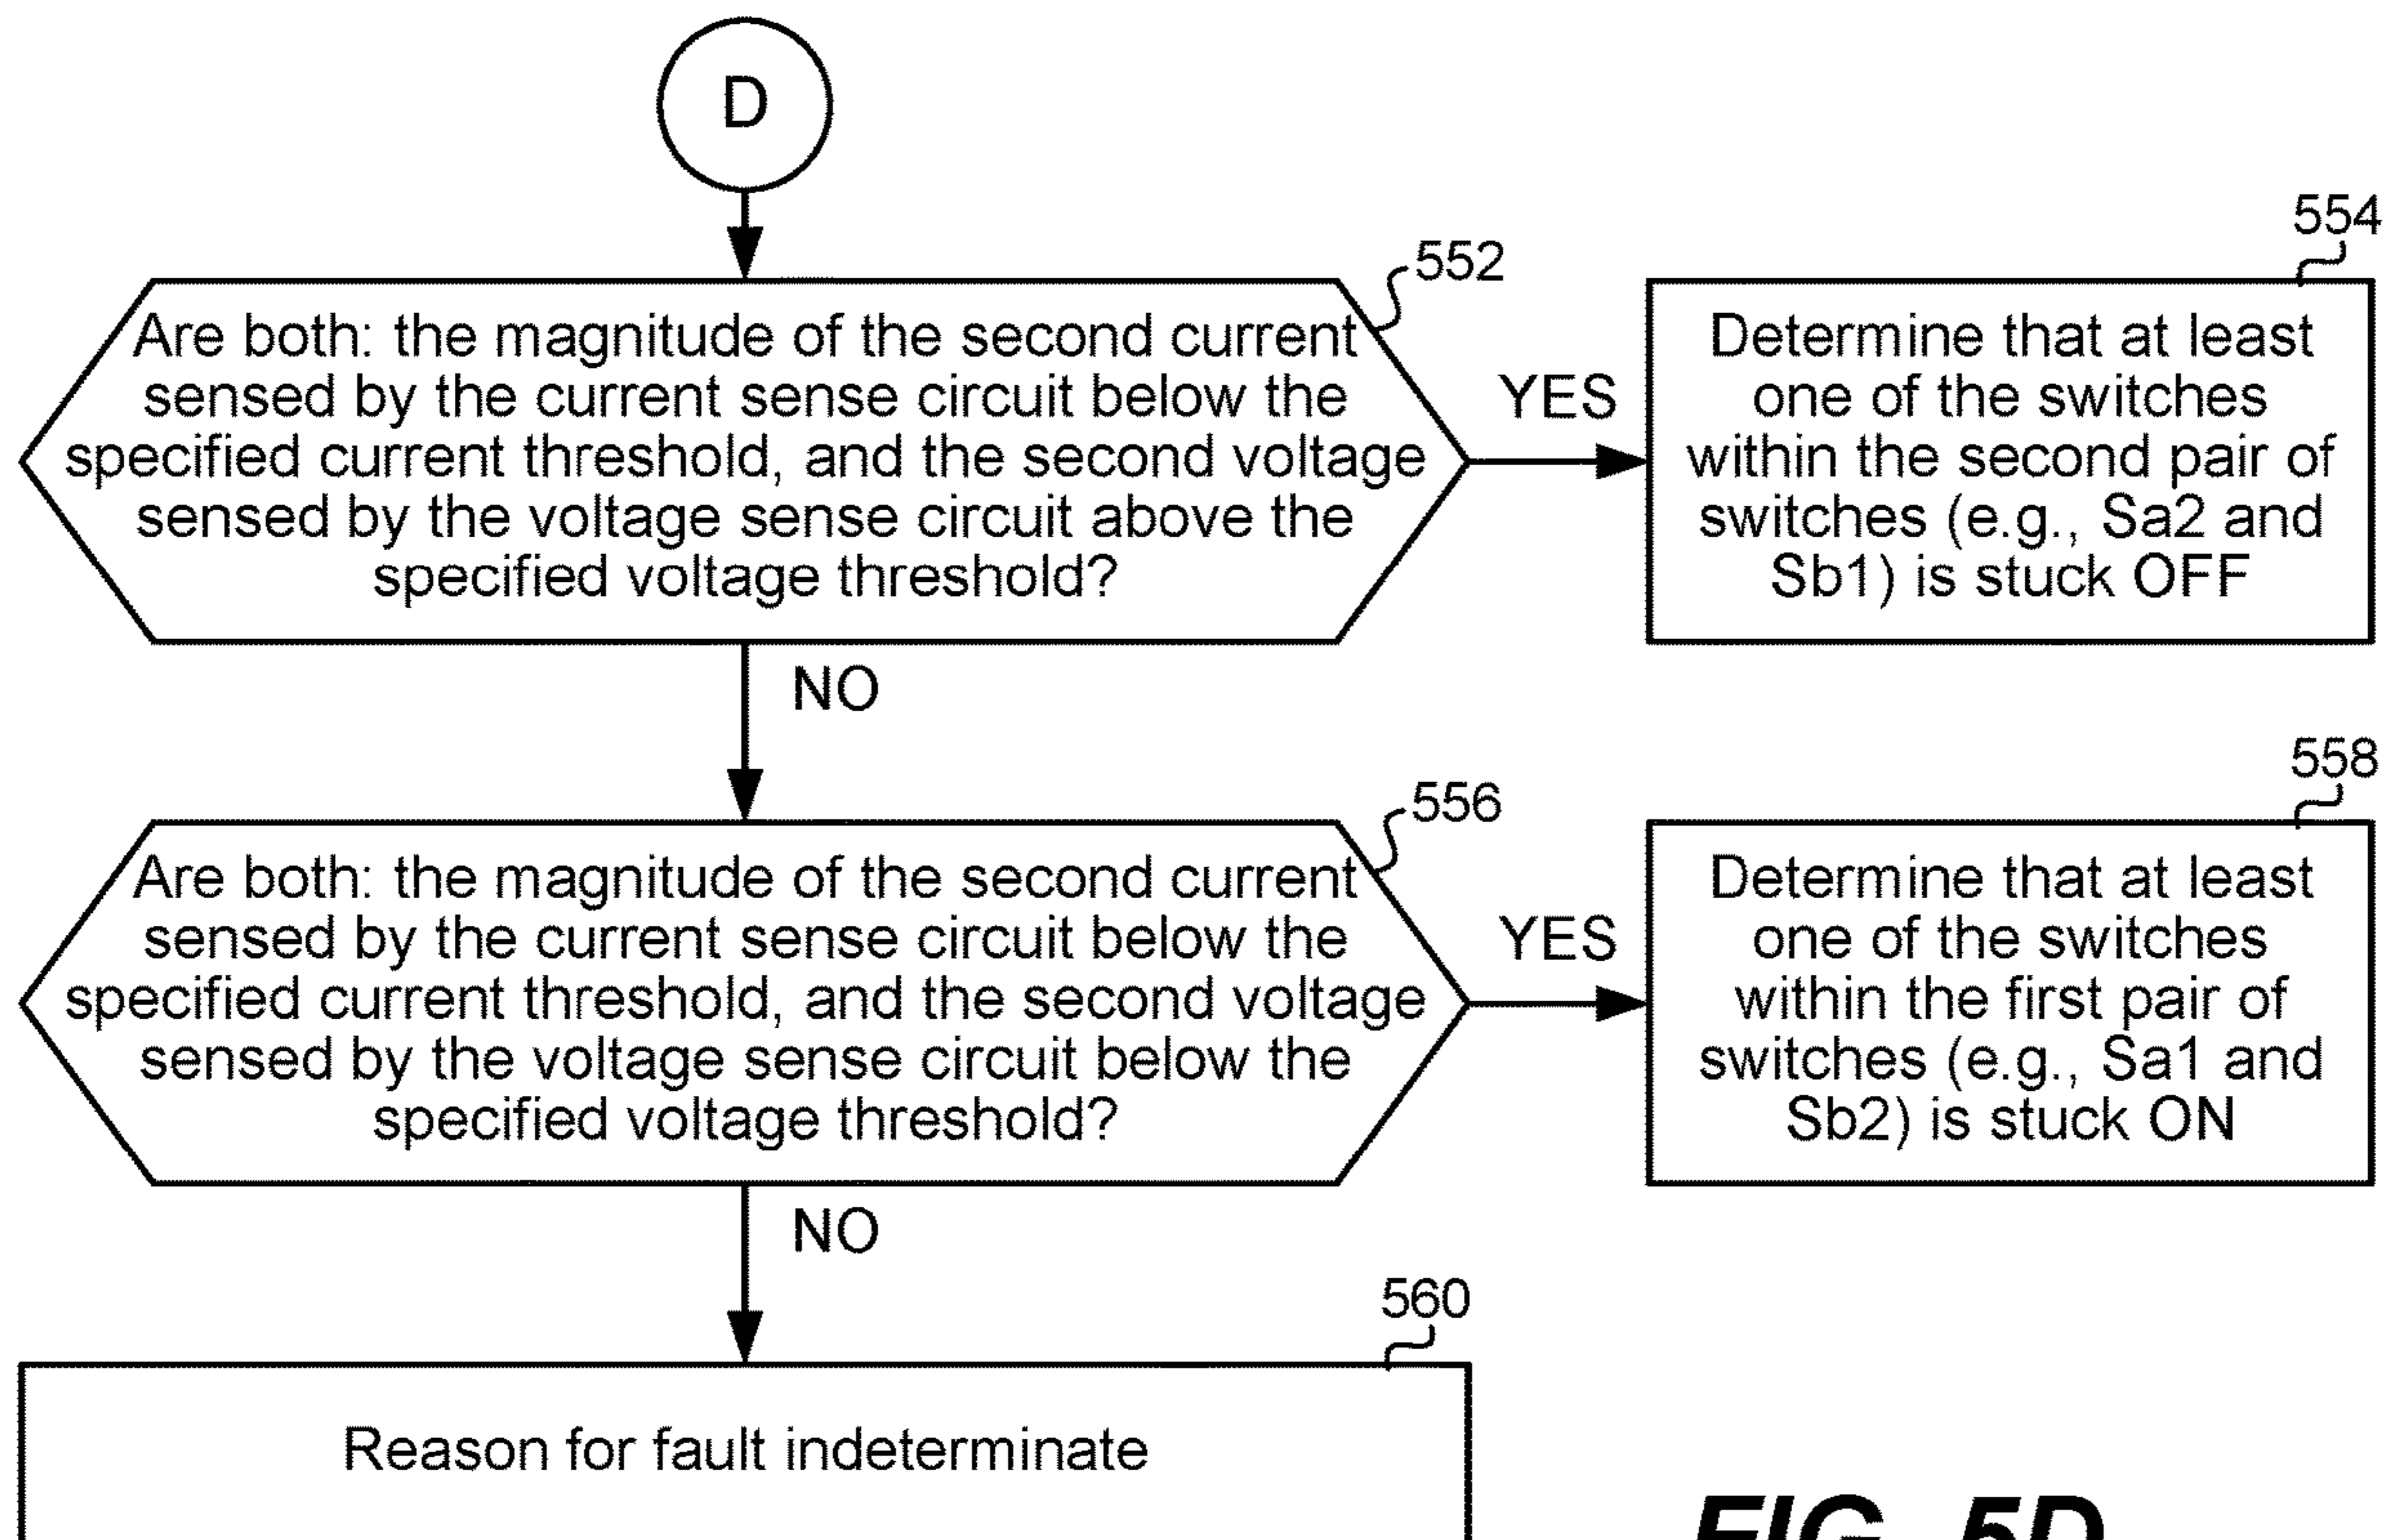 D
552
Are both: the magnitude of the second current
sensed by the current sense circuit below the
specified current threshold, and the second voltage
sensed by the voltage sense circuit above the
specified voltage threshold?
YES
554
Determine that at least
one of the switches
within the second pair of
switches (e.g., Sa2 and
Sb1) is stuck OFF
NO
556
Are both: the magnitude of the second current
sensed by the current sense circuit below the
specified current threshold, and the second voltage
sensed by the voltage sense circuit below the
specified voltage threshold?
YES
558
Determine that at least
one of the switches
within the first pair of
switches (e.g., Sa1 and
Sb2) is stuck ON
NO
560
Reason for fault indeterminate
FIG. 5D